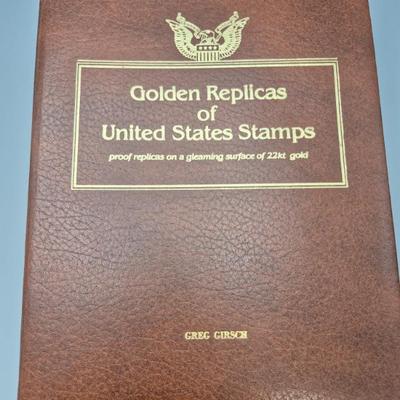 Golden Replicas
of
United States Stamps
proof replicas on a gleaming surface of 22kt gold
GREG GIRSCH